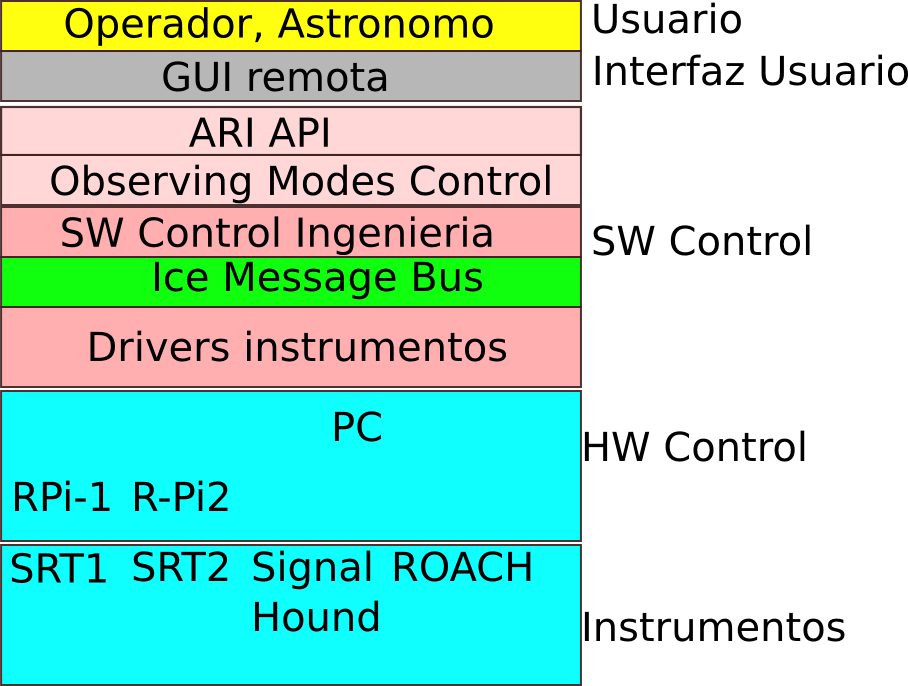 Operador, Astronomo
Usuario
GUI remota
Interfaz Usuario
ARI API
Observing Modes Control
SW Control Ingenieria
SW Control
Ice Message Bus
Drivers instrumentos
PC
HW Control
RPi-1 R-Pi2
SRT1 SRT2 Signal ROACH
Hound
Instrumentos